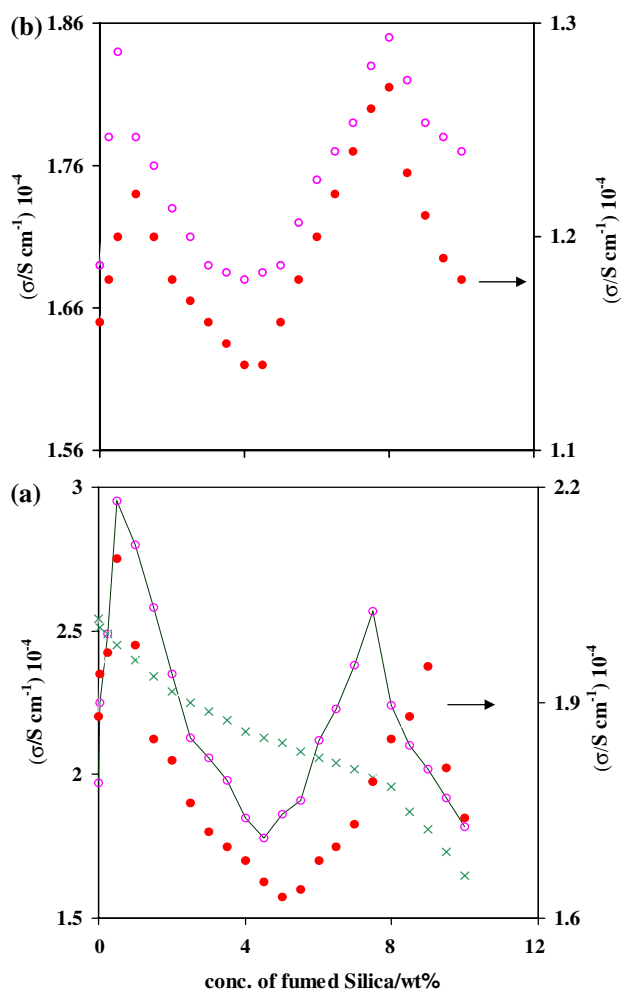 (b)
1.86
1.76
1.66
1.56
(σ/S cm-1) 10-4
1.3
1.2
1.1
(σ/S cm-1) 10-4
(a)
3
2.5
2
1.5
(σ/S cm-1) 10-4
2.2
1.9
1.6
(σ/S cm-1) 10-4
0 4 8 12
conc. of fumed Silica/wt%